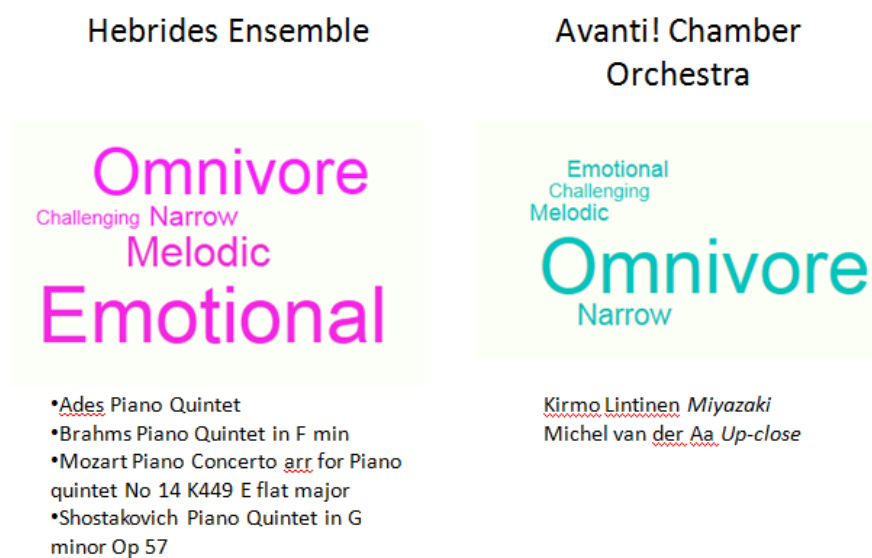 Hebrides Ensemble
Omnivore
Challenging Narrow
Melodic
Emotional
•Ades Piano Quintet
•Brahms Piano Quintet in F min
•Mozart Piano Concerto arr for Piano
quintet No 14 K449 E flat major
•Shostakovich Piano Quintet in G
minor Op 57
Avanti! Chamber
Orchestra
Emotional
Challenging
Melodic
Omnivore
Narrow
Kirmo Lintinen Miyazaki
Michel van der Aa Up-close